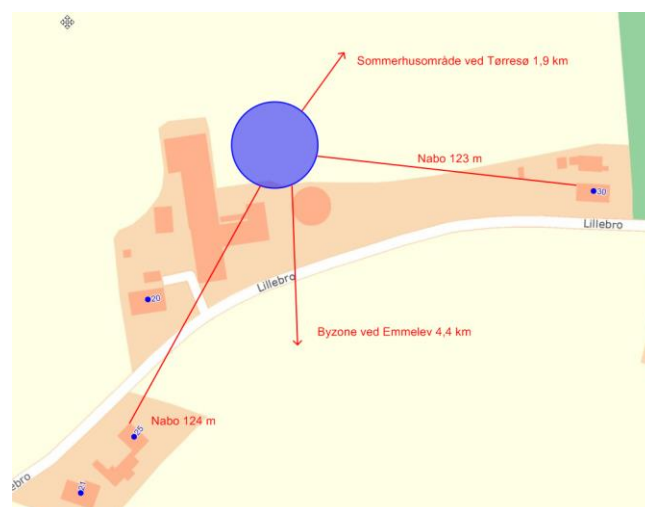 Sommerhusområde ved Tørresø 1,9 km
Nabo 123 m
30
Lillebro
Lillebro
20
Byzone ved Emmelev 4,4 km
Nabo 124 m
25
ebro
21